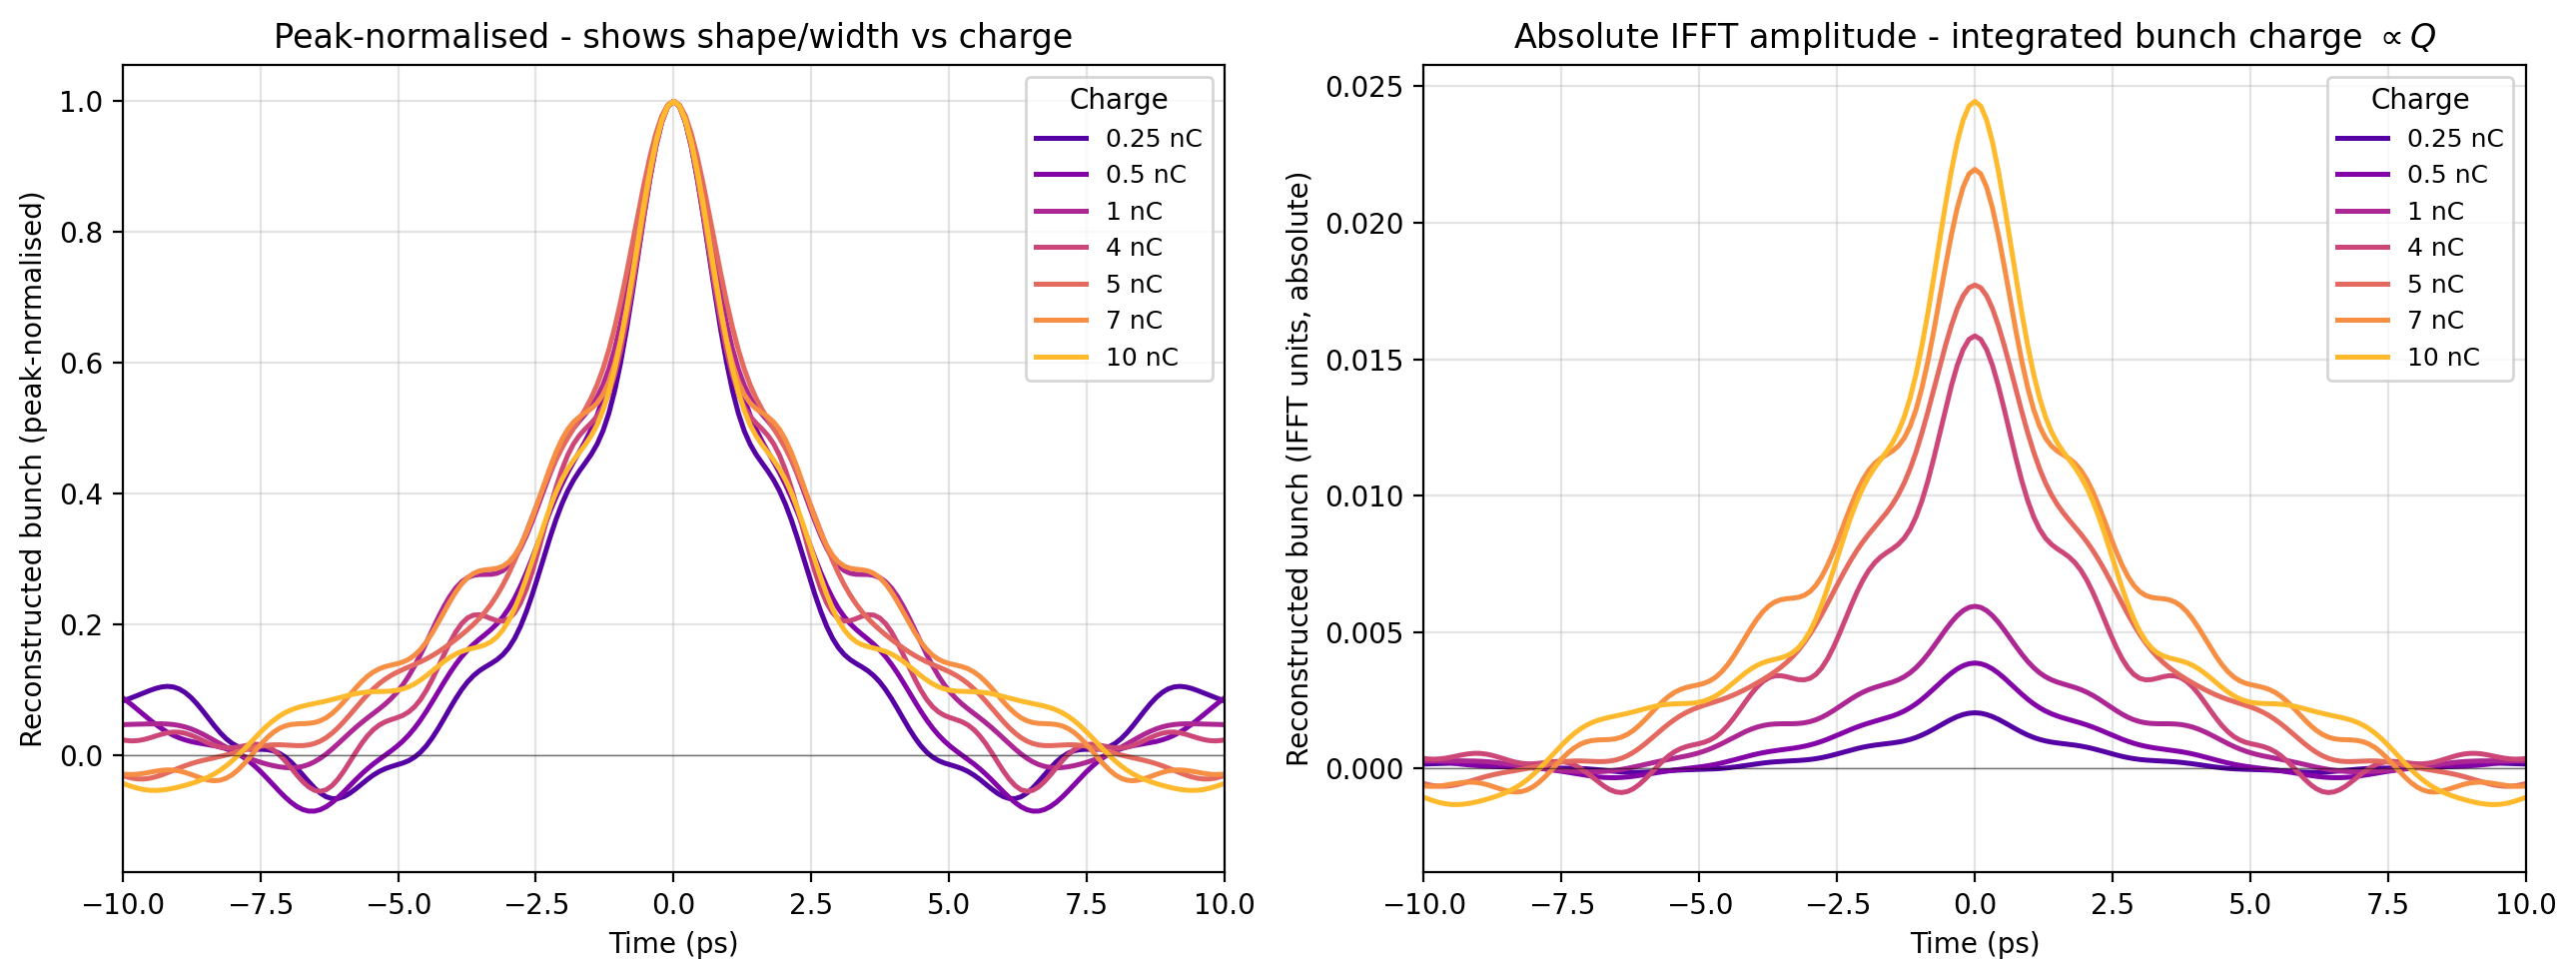 Peak-normalised - shows shape/width vs charge
Reconstructed bunch (peak-normalised)
1.0
0.8
0.6
0.4
0.2
0.0
−10.0
−7.5
−5.0
−2.5
0.0
2.5
5.0
7.5
10.0
Time (ps)
Charge
0.25 nC
0.5 nC
1 nC
4 nC
5 nC
7 nC
10 nC
Absolute IFFT amplitude - integrated bunch charge ∝Q
Reconstructed bunch (IFFT units, absolute)
0.025
0.020
0.015
0.010
0.005
0.000
−10.0
−7.5
−5.0
−2.5
0.0
2.5
5.0
7.5
10.0
Time (ps)
Charge
0.25 nC
0.5 nC
1 nC
4 nC
5 nC
7 nC
10 nC